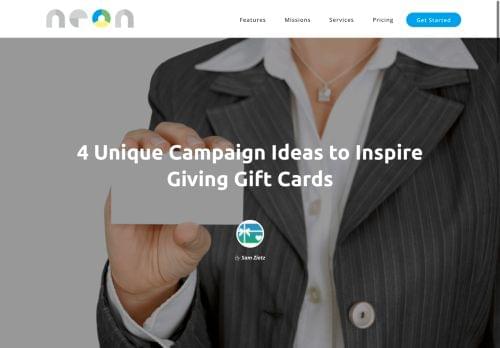 neon
Features
Missions
Services
Pricing
Get Started
4 Unique Campaign Ideas to Inspire
Giving Gift Cards
By Sam Zietz